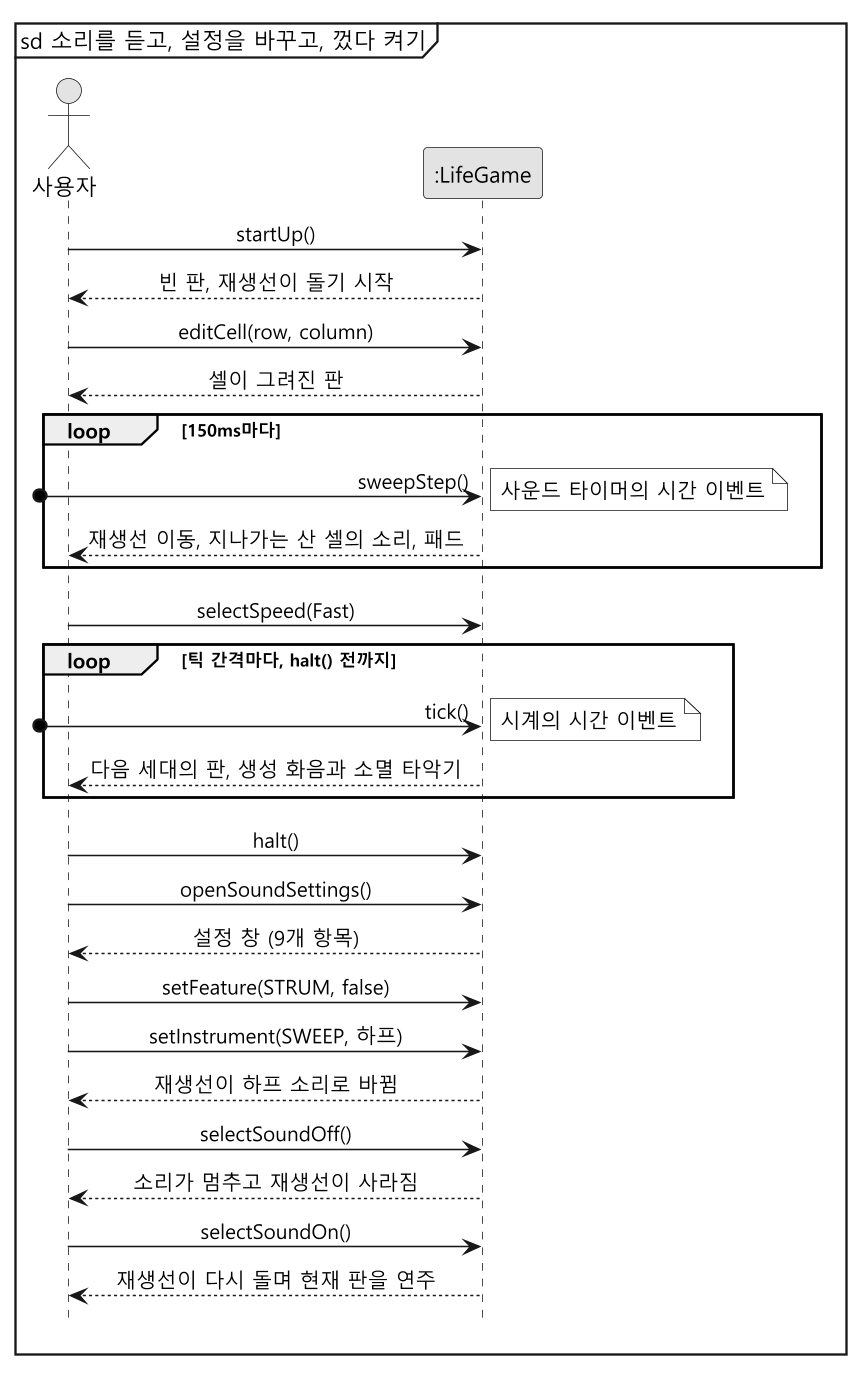 sd 소리를 듣고, 설정을 바꾸고, 껐다 켜기
사용자
:LifeGame
startUp()
빈 판, 재생선이 돌기 시작
editCell(row, column)
셀이 그려진 판
loop
[150ms마다]
sweepStep()
사운드 타이머의 시간 이벤트
재생선 이동, 지나가는 산 셀의 소리, 패드
selectSpeed(Fast)
loop
[틱 간격마다, halt() 전까지]
tick()
시계의 시간 이벤트
다음 세대의 판, 생성 화음과 소멸 타악기
halt()
openSoundSettings()
설정 창 (9개 항목)
setFeature(STRUM, false)
setInstrument(SWEEP, 하프)
재생선이 하프 소리로 바뀜
selectSoundOff()
소리가 멈추고 재생선이 사라짐
selectSoundOn()
재생선이 다시 돌며 현재 판을 연주